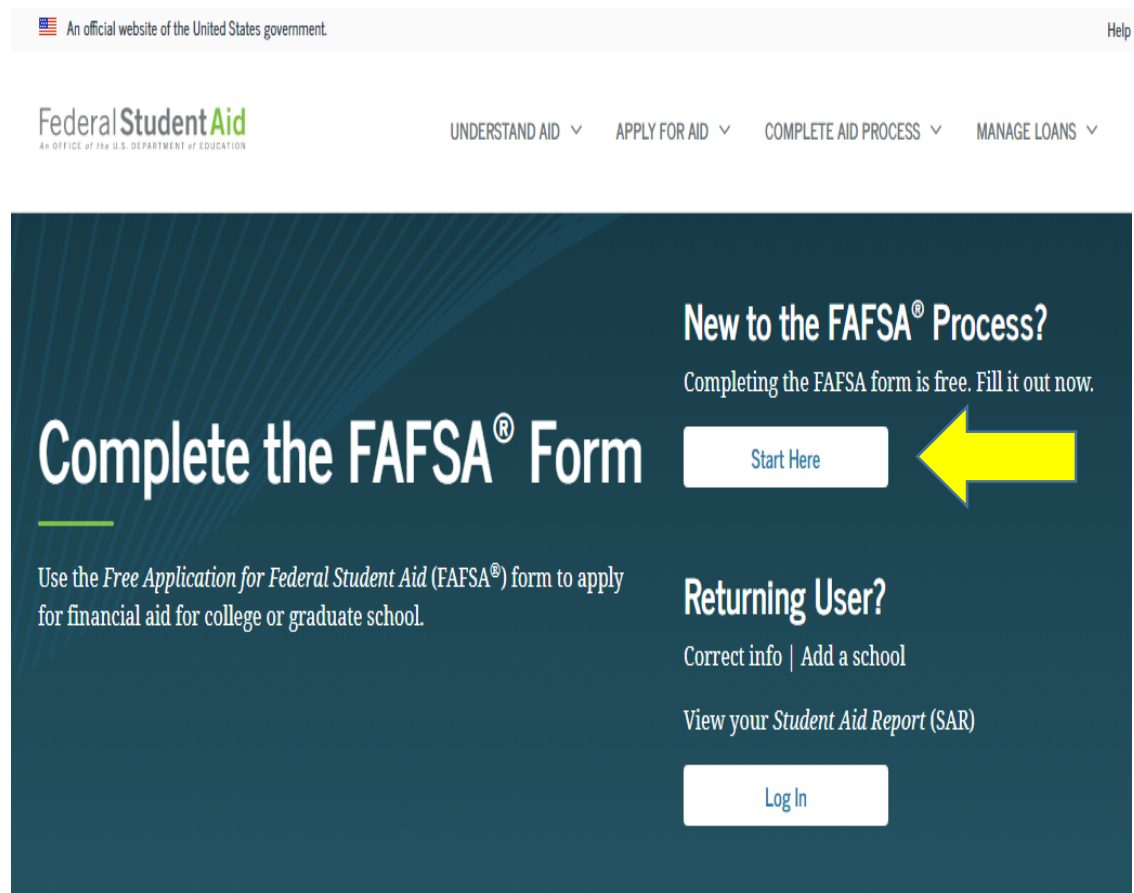 An official website of the United States government.
Help
Federal Student Aid
An OFFICE of the U.S. DEPARTMENT of EDUCATION
UNDERSTAND AID
APPLY FOR AID
COMPLETE AID PROCESS
MANAGE LOANS
New to the FAFSA® Process?
Completing the FAFSA form is free. Fill it out now.
Start Here
Complete the FAFSA® Form
Use the Free Application for Federal Student Aid (FAFSA®) form to apply
for financial aid for college or graduate school.
Returning User?
Correct info | Add a school
View your Student Aid Report (SAR)
Log In